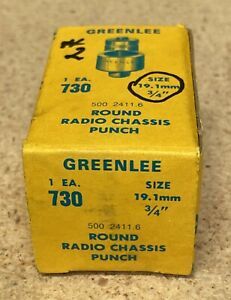 GREENLEE
1 EA.
730
SIZE
19.1mm
3/4"
500 2411.6
ROUND
RADIO CHASSIS
PUNCH
GREENLEE
1 EA.
730
SIZE
19.1mm
3/4"
500 2411.6
ROUND
RADIO CHASSIS
PUNCH